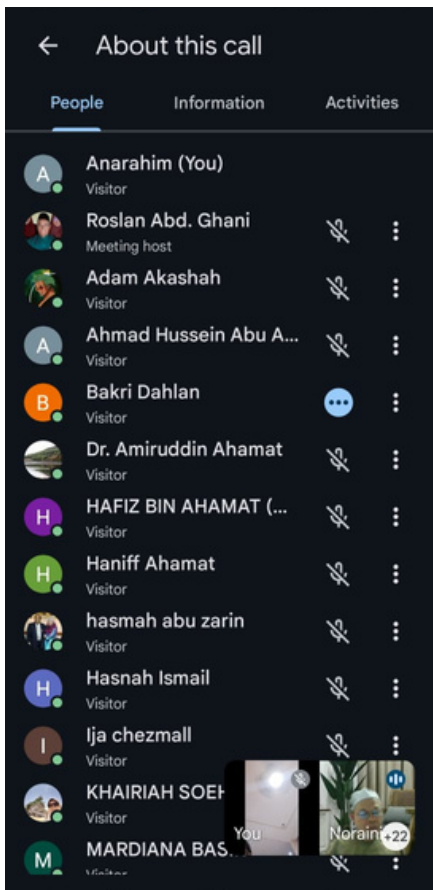 About this call
People Information Activities
A Anarahim (You)
Visitor
Roslan Abd. Ghani
Meeting host
Adam Akashah
Visitor
A Ahmad Hussein Abu A...
Visitor
B Bakri Dahlan
Visitor
Dr. Amiruddin Ahamat
Visitor
H HAFIZ BIN AHAMAT (...
Visitor
H Haniff Ahamat
Visitor
hasmah abu zarin
Visitor
H Hasnah Ismail
Visitor
I Ija chezmall
Visitor
KHAIRIAH SOEH
Visitor
You Noraini +22
M MARDIANA BAS
Visitor